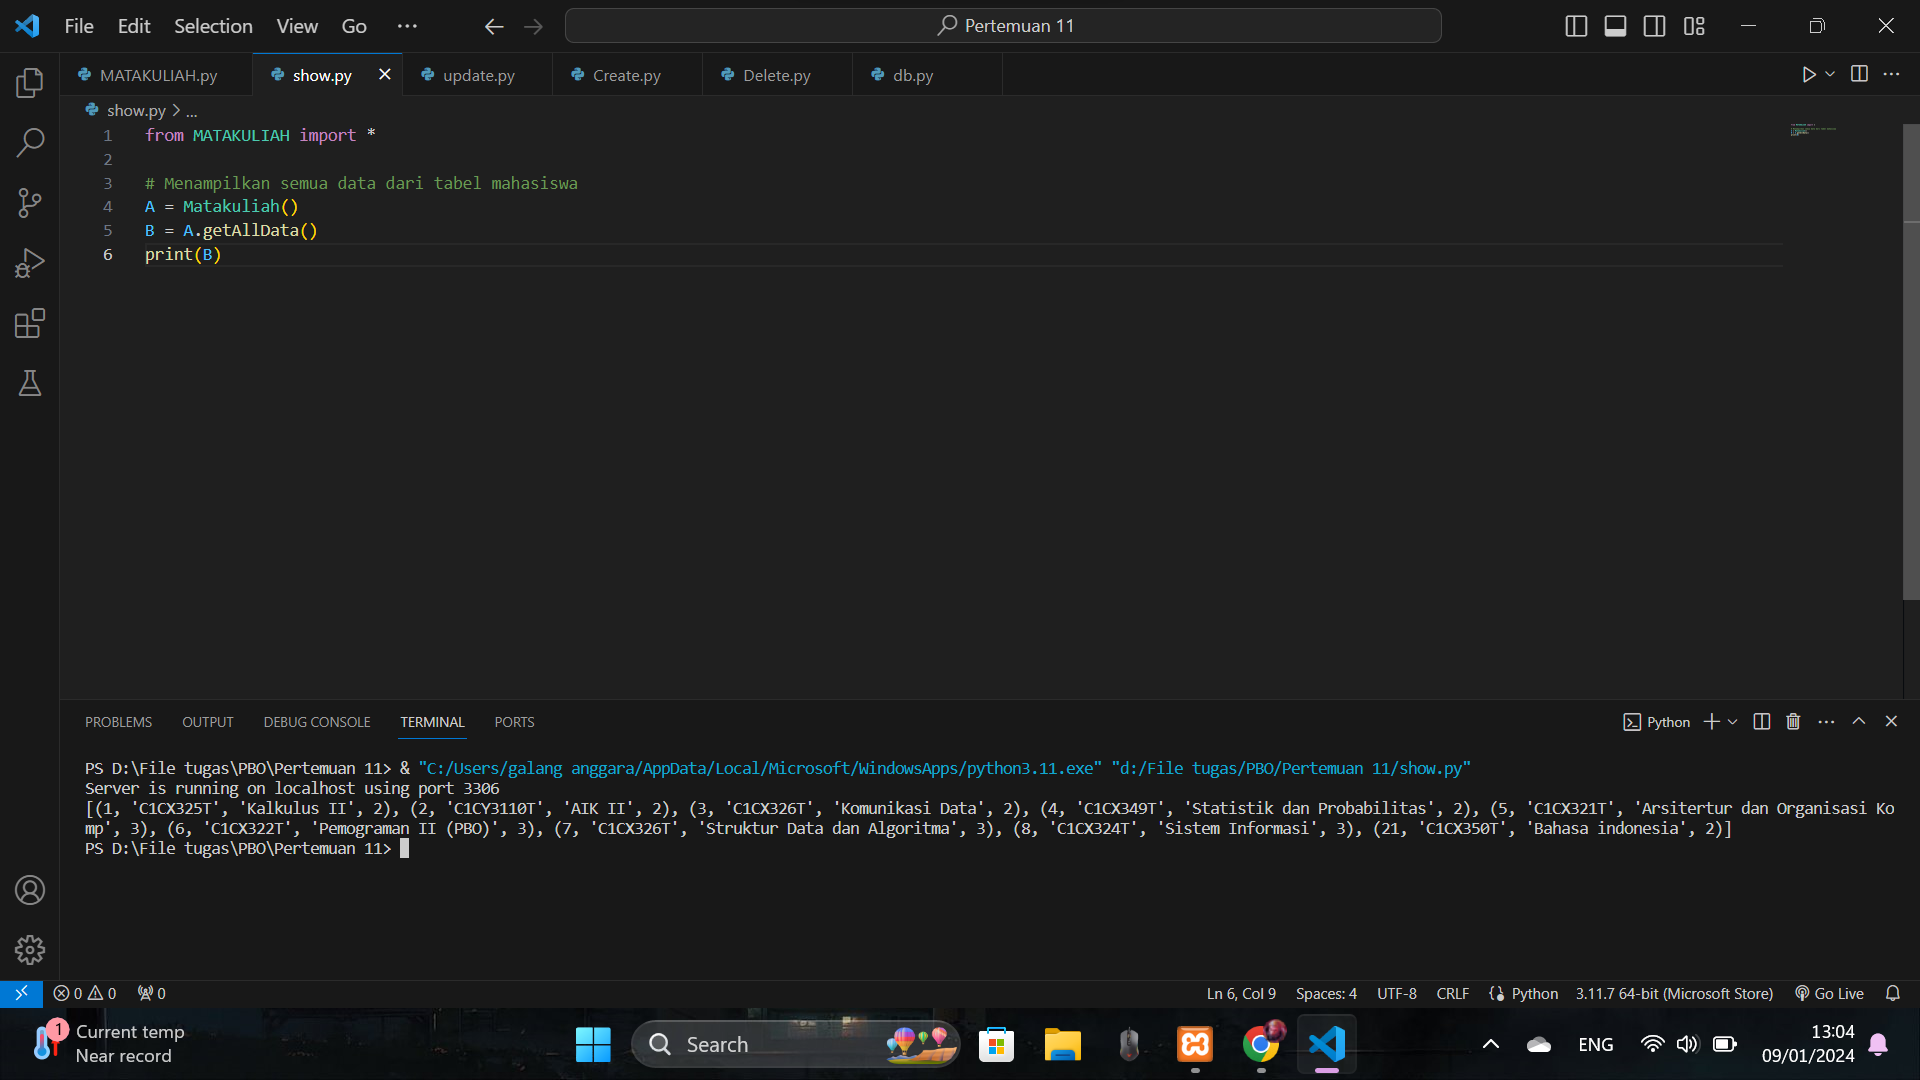 File Edit Selection View Go ··· Pertemuan 11
MATAKULIAH.py show.py update.py Create.py Delete.py db.py
show.py > ...
1 from MATAKULIAH import *
2
3 # Menampilkan semua data dari tabel mahasiswa
4 A = Matakuliah()
5 B = A.getAllData()
6 print(B)
PROBLEMS OUTPUT DEBUG CONSOLE TERMINAL PORTS Python
PS D:\File tugas\PBO\Pertemuan 11> & "C:/Users/galang anggara/AppData/Local/Microsoft/WindowsApps/python3.11.exe" "d:/File tugas/PBO/Pertemuan 11/show.py"
Server is running on localhost using port 3306
[(1, 'C1CX325T', 'Kalkulus II', 2), (2, 'C1CY3110T', 'AIK II', 2), (3, 'C1CX326T', 'Komunikasi Data', 2), (4, 'C1CX349T', 'Statistik dan Probabilitas', 2), (5, 'C1CX321T', 'Arsitertur dan Organisasi Ko
mp', 3), (6, 'C1CX322T', 'Pemograman II (PBO)', 3), (7, 'C1CX326T', 'Struktur Data dan Algoritma', 3), (8, 'C1CX324T', 'Sistem Informasi', 3), (21, 'C1CX350T', 'Bahasa indonesia', 2)]
PS D:\File tugas\PBO\Pertemuan 11>
0 0 0 Ln 6, Col 9 Spaces: 4 UTF-8 CRLF Python 3.11.7 64-bit (Microsoft Store) Go Live
1 Current temp
Near record
Search
ENG
13:04
09/01/2024